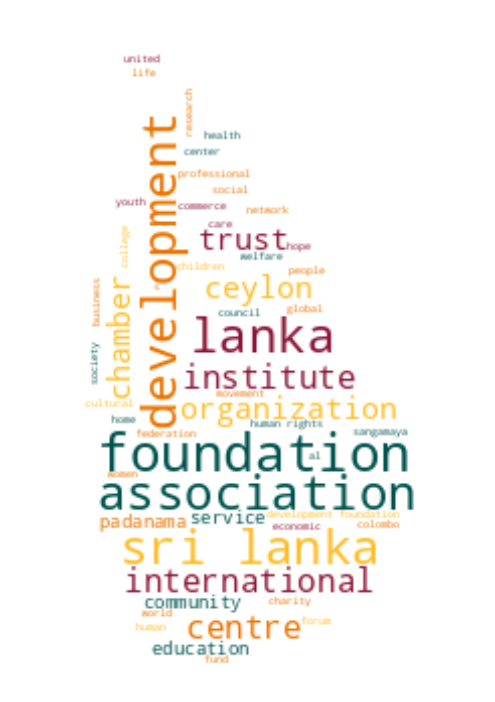 united
life
research
development
health
center
professional
social
youth
commerce
network
care
trust
hope
college
welfare
children
people
business
chamber
ceylon
global
council
lanka
society
institute
movement
cultural
organization
home
human rights
federation
sangamaya
foundation
al
women
association
padanama
service
development foundation
economic
colombo
sri lanka
international
community
charity
world
centre
forum
human
education
fund